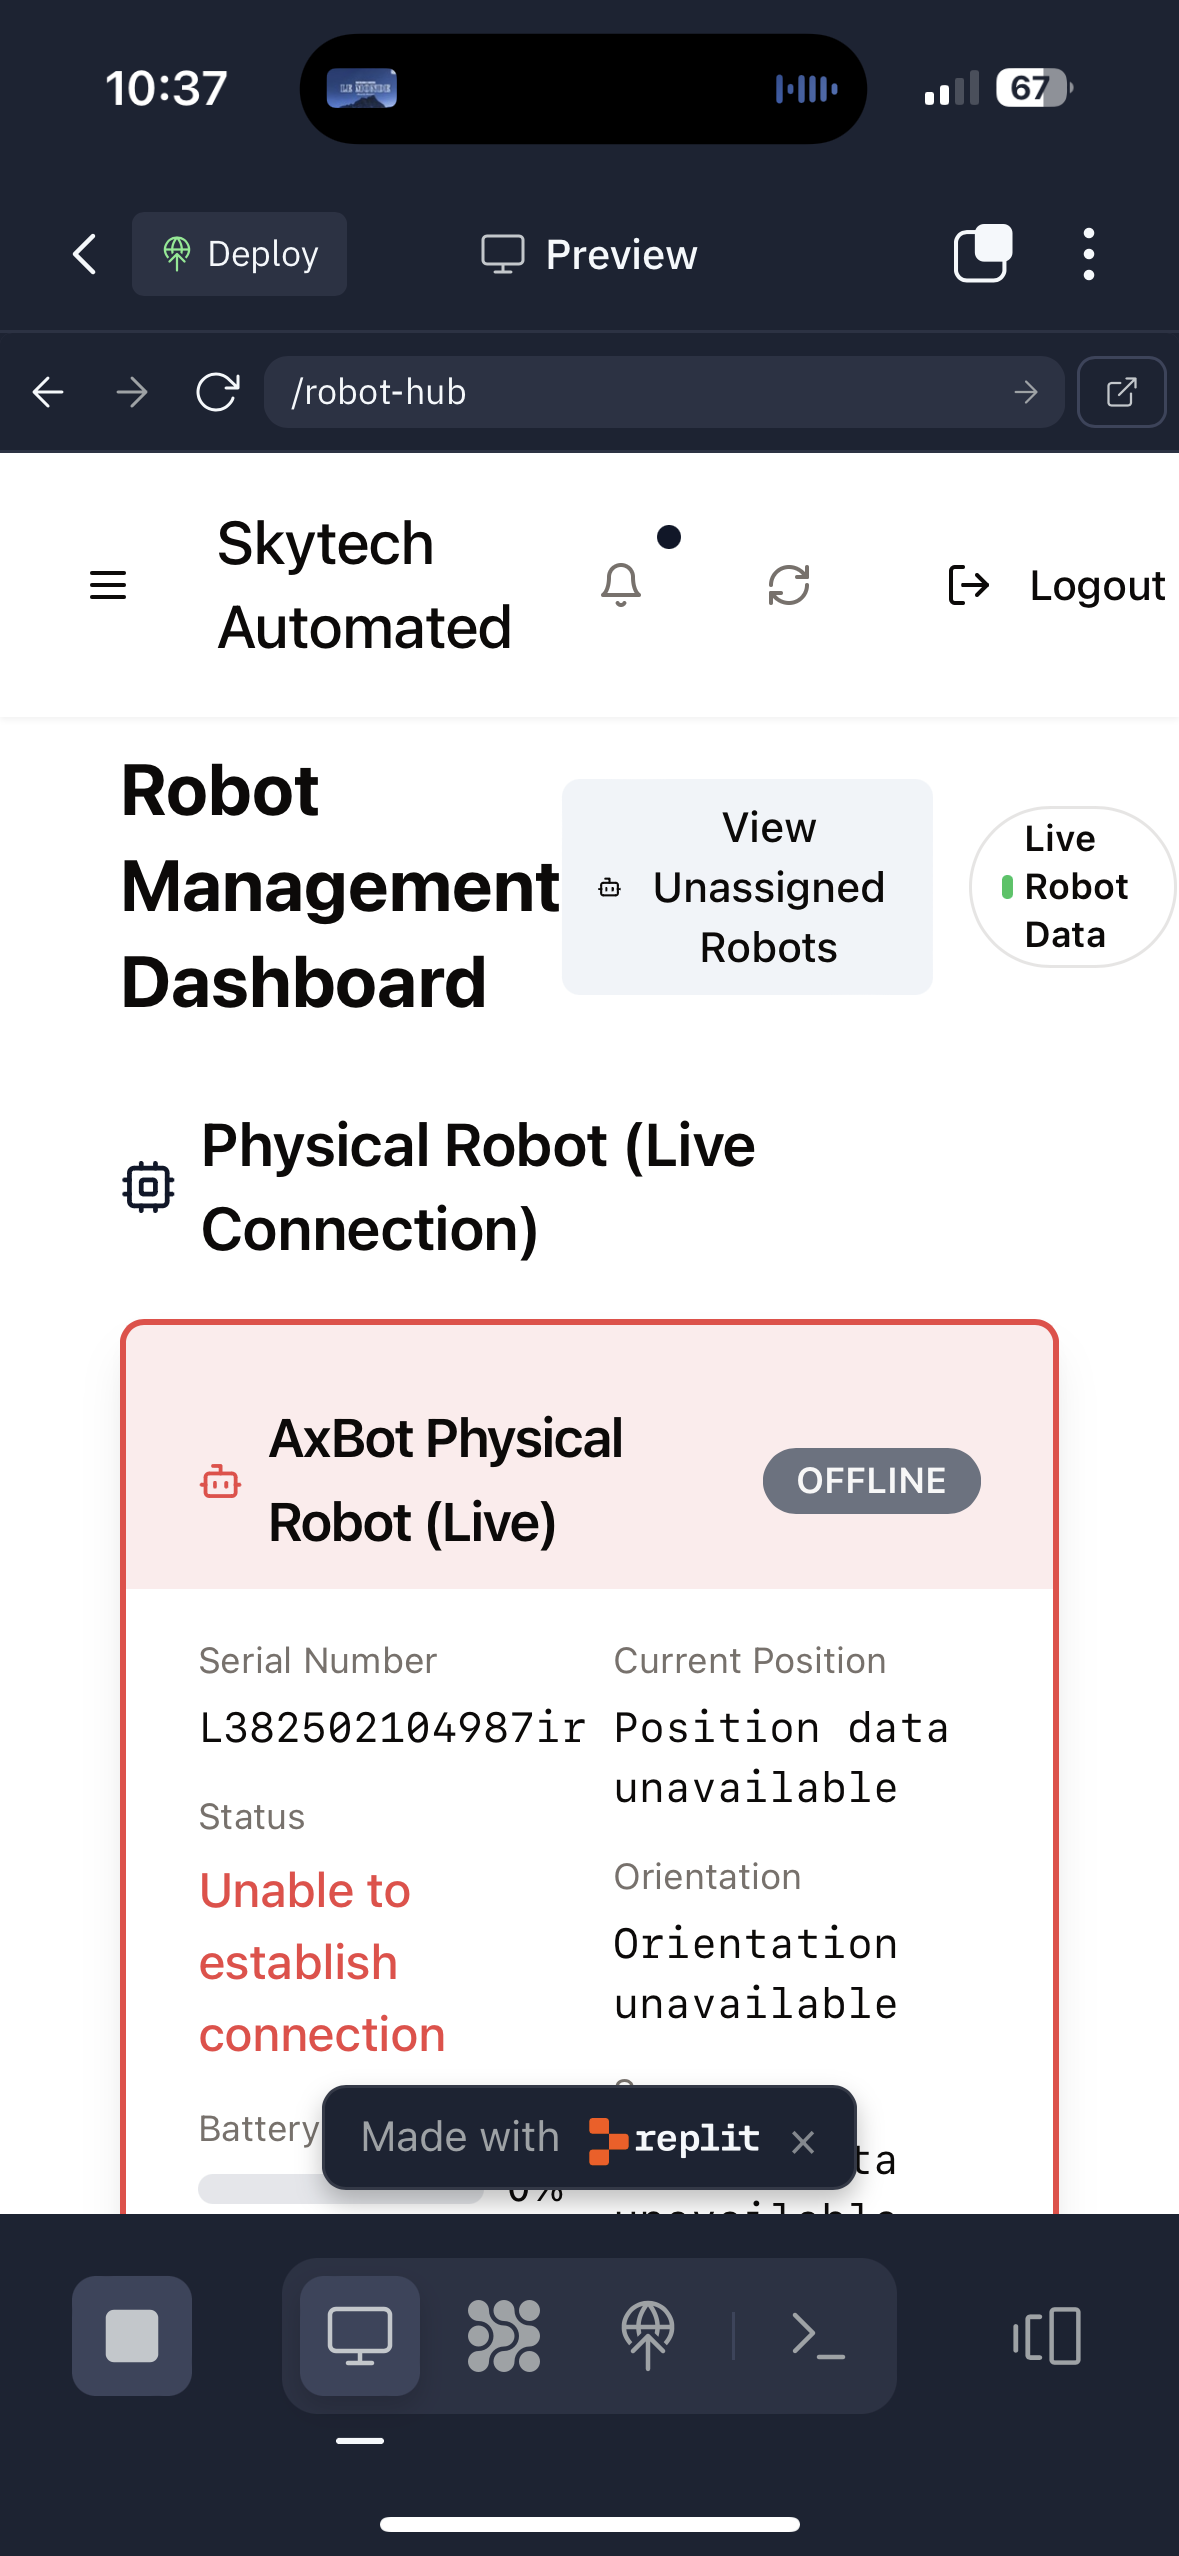 10:37
LE MONDE
67
Deploy
Preview
/robot-hub
Skytech
Automated
Logout
Robot
Management
Dashboard
View
Unassigned
Robots
Live
Robot
Data
Physical Robot (Live
Connection)
AxBot Physical
Robot (Live)
OFFLINE
Serial Number
L382502104987ir
Current Position
Position data
unavailable
Status
Unable to
establish
connection
Orientation
Orientation
unavailable
Battery
0%
Made with replit
unavailable